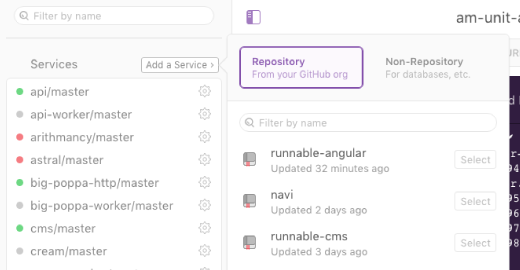 Filter by name
am-unit-a
Services
Add a Service ›
api/master
api-worker/master
arithmancy/master
astral/master
big-poppa-http/master
big-poppa-worker/master
cms/master
cream/master
Repository
From your GitHub org
Non-Repository
For databases, etc.
Filter by name
runnable-angular
Updated 32 minutes ago
Select
navi
Updated 2 days ago
Select
runnable-cms
Updated 3 days ago
Select